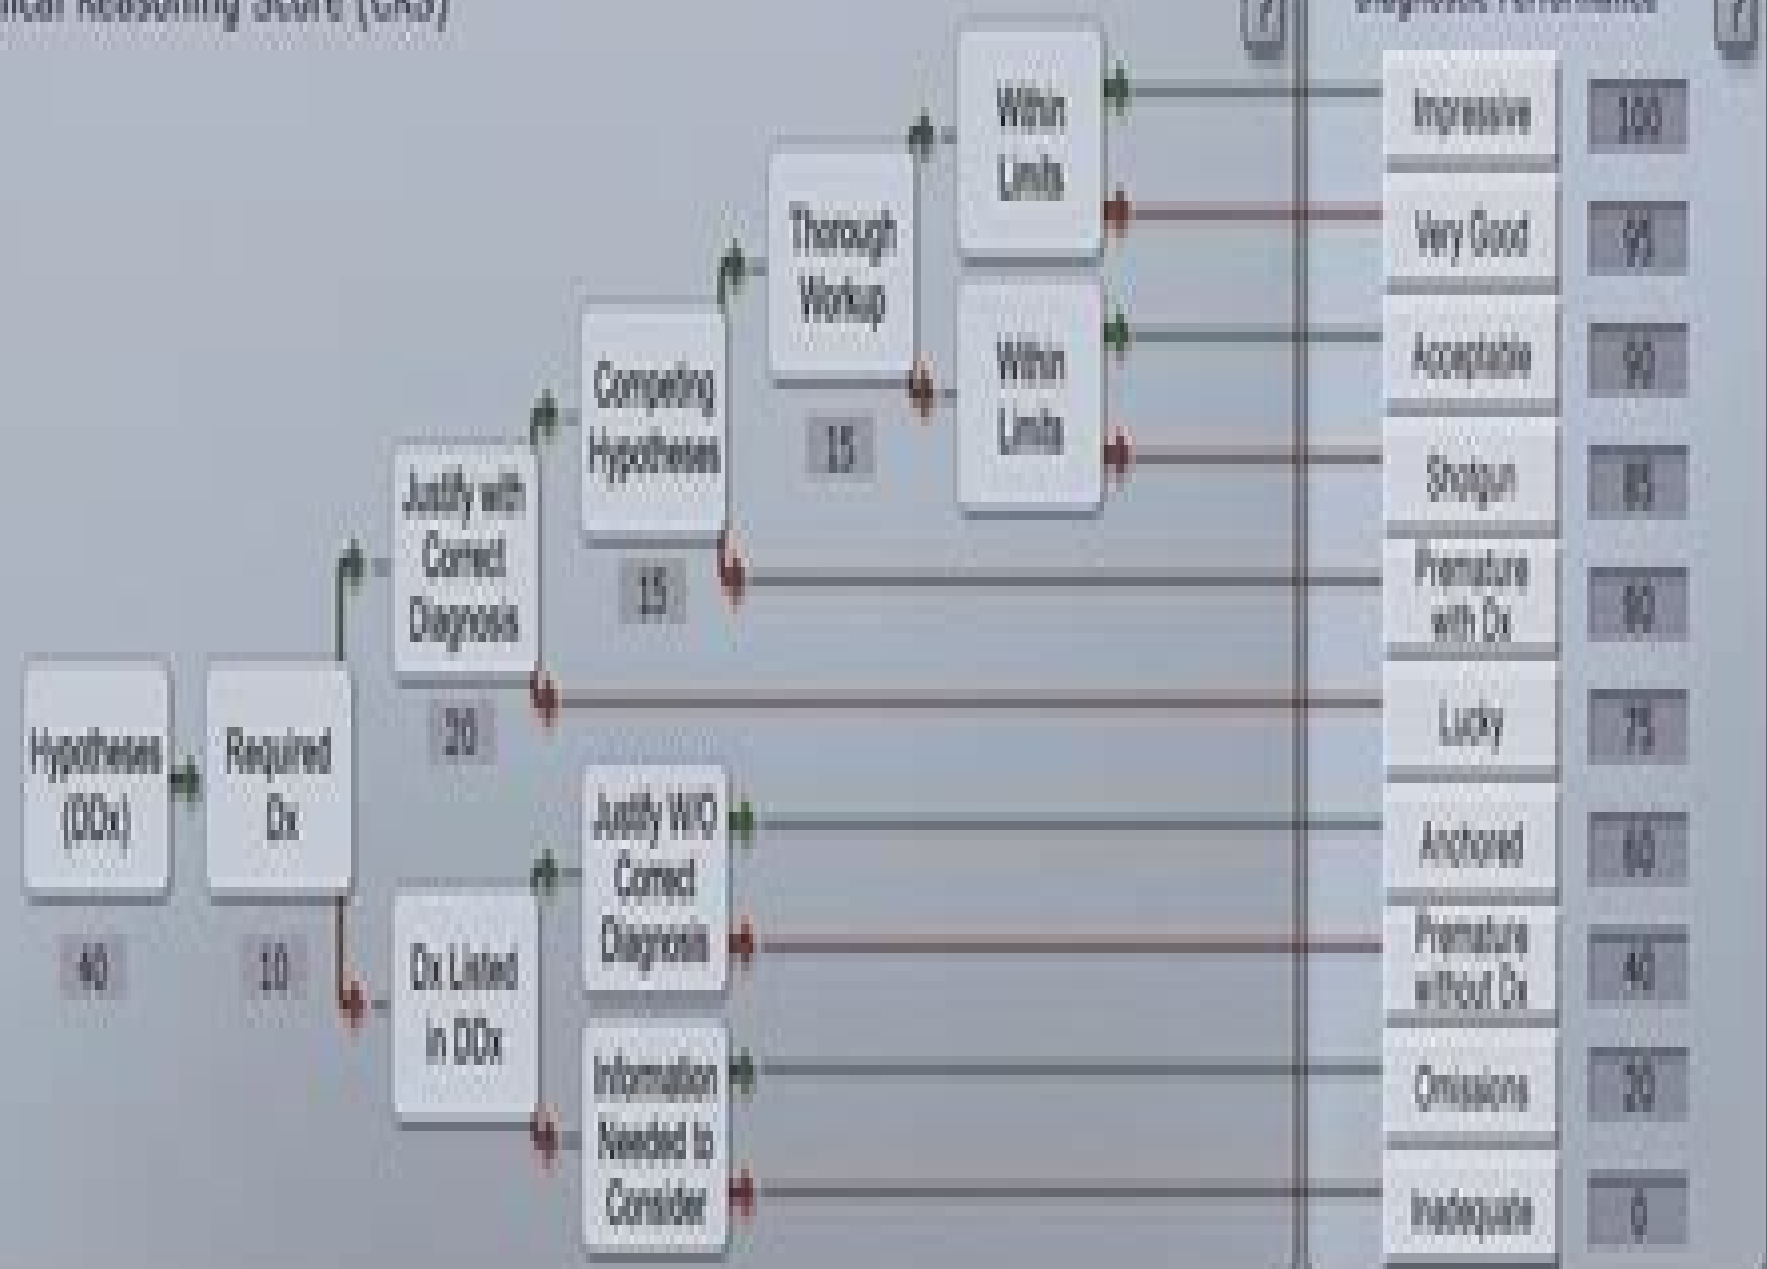 ical Reasoning Score (CRS)
?
Diagnostic Performance
?
Within
Limits
Impressive
100
Very Good
95
Thorough
Workup
15
Within
Limits
Acceptable
90
Shotgun
85
Competing
Hypotheses
15
Premature
with Dx
80
Justify with
Correct
Diagnosis
20
Lucky
75
Hypotheses
(DDx)
40
Required
Dx
10
Justify W/O
Correct
Diagnosis
Anchored
60
Premature
without Dx
40
Dx Listed
in DDx
Information
Needed to
Consider
Omissions
20
Inadequate
0